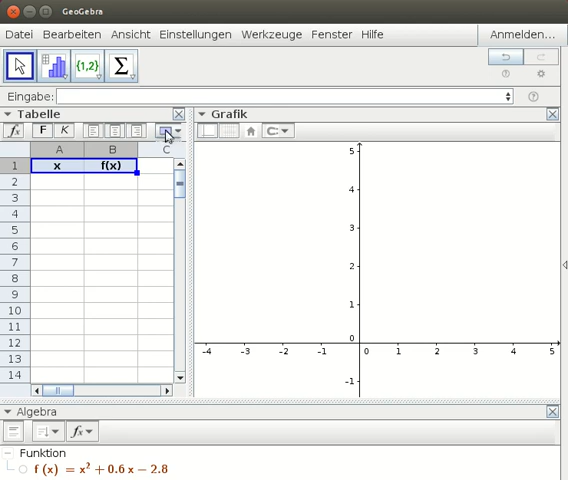 GeoGebra
Datei Bearbeiten Ansicht Einstellungen Werkzeuge Fenster Hilfe Anmelden...
{1,2} Σ
Eingabe:
Tabelle
Grafik
fx F K
A B C
1 x f(x)
2
3
4
5
6
7
8
9
10
11
12
13
14
5
4
3
2
1
0
-1
-4 -3 -2 -1 0 1 2 3 4 5
Algebra
fx
Funktion
f (x) = x² + 0.6 x − 2.8